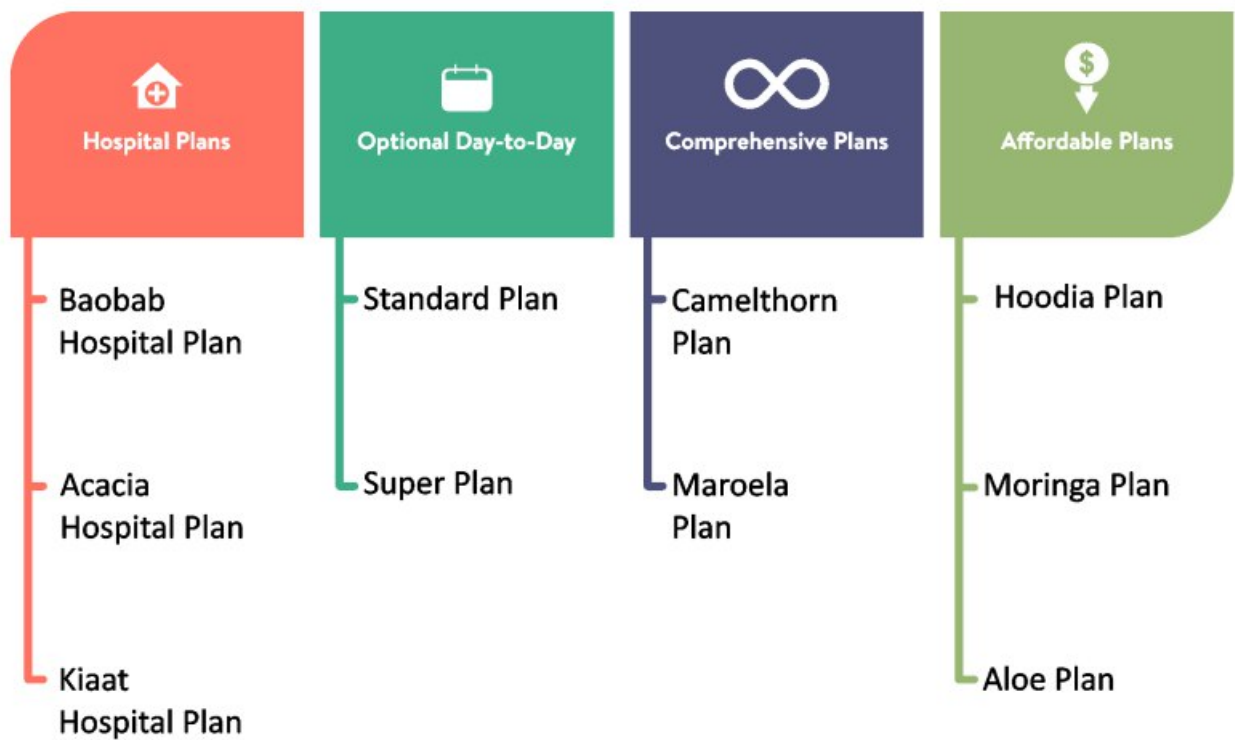 Hospital Plans
Optional Day-to-Day
Comprehensive Plans
Affordable Plans
Baobab
Hospital Plan
Acacia
Hospital Plan
Kiaat
Hospital Plan
Standard Plan
Super Plan
Camelthorn
Plan
Maroela
Plan
Hoodia Plan
Moringa Plan
Aloe Plan
$